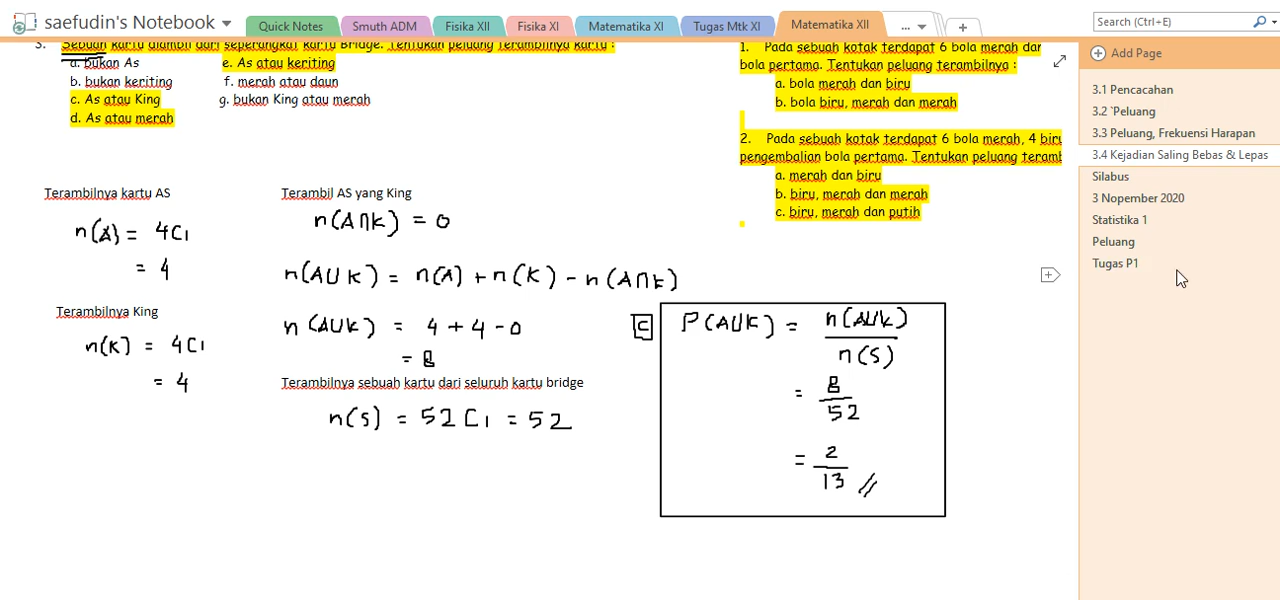 saefudin's Notebook
Quick Notes
Smuth ADM
Fisika XII
Fisika XI
Matematika XI
Tugas Mtk XI
Matematika XII
...
Search (Ctrl+E)
3. Sebuah kartu diambil dari seperangkat kartu Bridge. Tentukan peluang terambilnya kartu :
a. bukan As
e. As atau keriting
b. bukan keriting
f. merah atau daun
c. As atau King
g. bukan King atau merah
d. As atau merah
1. Pada sebuah kotak terdapat 6 bola merah dan
bola pertama. Tentukan peluang terambilnya :
a. bola merah dan biru
b. bola biru, merah dan merah
2. Pada sebuah kotak terdapat 6 bola merah, 4 biru
pengembalian bola pertama. Tentukan peluang teramb
a. merah dan biru
b. biru, merah dan merah
c. biru, merah dan putih
Add Page
3.1 Pencacahan
3.2 `Peluang
3.3 Peluang, Frekuensi Harapan
3.4 Kejadian Saling Bebas & Lepas
Silabus
3 Nopember 2020
Statistika 1
Peluang
Tugas P1
Terambilnya kartu AS
n(A) = 4C1
= 4
Terambilnya King
n(K) = 4C1
= 4
Terambil AS yang King
n(A∩K) = 0
n(A∪K) = n(A) + n(K) - n(A∩K)
n(A∪K) = 4 + 4 - 0
= 8
Terambilnya sebuah kartu dari seluruh kartu bridge
n(S) = 52C1 = 52
C
P(A∪K) = n(A∪K)
n(S)
= 8
52
= 2
13 //